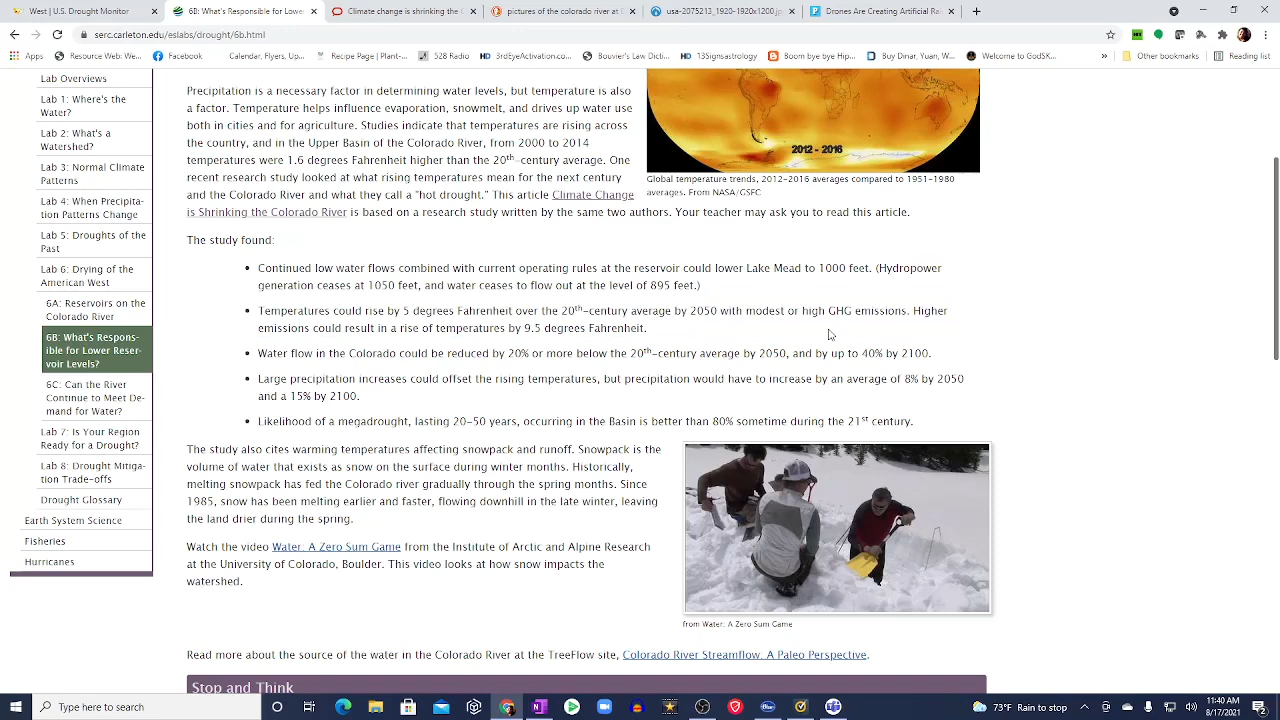 West | U.S. Drought Monitor
6B: What's Responsible for Lower
Climate change is shrinking the C
pictures of the colorado river at B
usa-2075213_1920-1920x1200.jp
Drones Are Creating Artificial Rai
serc.carleton.edu/eslabs/drought/6b.html
Apps
Source Web: We...
Facebook
Calendar, Flyers, Up...
Recipe Page | Plant-...
528 Radio
3rdEyeActivation.co...
Bouvier's Law Dict...
13Signsastrology
Boom bye bye Hip...
Buy Dinar, Yuan, W...
Welcome to GodSK...
»
Other bookmarks
Reading list
Lab Overviews
Lab 1: Where's the
Water?
Lab 2: What's a
Watershed?
Lab 3: Normal Climate
Patterns
Lab 4: When Precipita-
tion Patterns Change
Lab 5: Droughts of the
Past
Lab 6: Drying of the
American West
6A: Reservoirs on the
Colorado River
6B: What's Respons-
ible for Lower Reser-
voir Levels?
6C: Can the River
Continue to Meet De-
mand for Water?
Lab 7: Is Your Region
Ready for a Drought?
Lab 8: Drought Mitiga-
tion Trade-offs
Drought Glossary
Earth System Science
Fisheries
Hurricanes
Precipitation is a necessary factor in determining water levels, but temperature is also
a factor. Temperature helps influence evaporation, snowmelt, and drives up water use
both in cities and for agriculture. Studies indicate that temperatures are rising across
the country, and in the Upper Basin of the Colorado River, from 2000 to 2014
temperatures were 1.6 degrees Fahrenheit higher than the 20th-century average. One
recent research study looked at what rising temperatures mean for the next century
and the Colorado River and what they call a "hot drought." This article Climate Change
is Shrinking the Colorado River is based on a research study written by the same two authors. Your teacher may ask you to read this article.
2012 - 2016
Global temperature trends, 2012-2016 averages compared to 1951-1980
averages. From NASA/GSFC
The study found:
• Continued low water flows combined with current operating rules at the reservoir could lower Lake Mead to 1000 feet. (Hydropower
generation ceases at 1050 feet, and water ceases to flow out at the level of 895 feet.)
• Temperatures could rise by 5 degrees Fahrenheit over the 20th-century average by 2050 with modest or high GHG emissions. Higher
emissions could result in a rise of temperatures by 9.5 degrees Fahrenheit.
• Water flow in the Colorado could be reduced by 20% or more below the 20th-century average by 2050, and by up to 40% by 2100.
• Large precipitation increases could offset the rising temperatures, but precipitation would have to increase by an average of 8% by 2050
and a 15% by 2100.
• Likelihood of a megadrought, lasting 20-50 years, occurring in the Basin is better than 80% sometime during the 21st century.
The study also cites warming temperatures affecting snowpack and runoff. Snowpack is the
volume of water that exists as snow on the surface during winter months. Historically,
melting snowpack has fed the Colorado river gradually through the spring months. Since
1985, snow has been melting earlier and faster, flowing downhill in the late winter, leaving
the land drier during the spring.
Watch the video Water: A Zero Sum Game from the Institute of Arctic and Alpine Research
at the University of Colorado, Boulder. This video looks at how snow impacts the
watershed.
from Water: A Zero Sum Game
Read more about the source of the water in the Colorado River at the TreeFlow site, Colorado River Streamflow. A Paleo Perspective.
Stop and Think
Type here to search
73°F Rain to stop
11:40 AM
8/17/2021